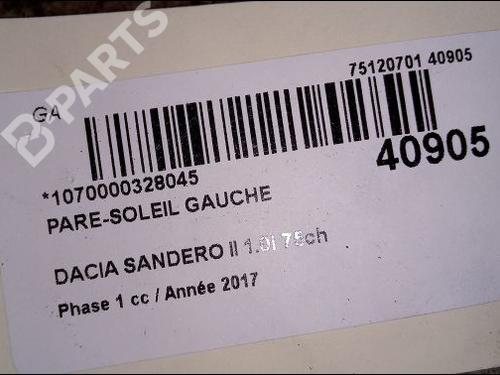 B-PARTS
GA
75120701 40905
40905
*1070000328045
PARE-SOLEIL GAUCHE
DACIA SANDERO II 1.0i 75ch
Phase 1 cc / Année 2017